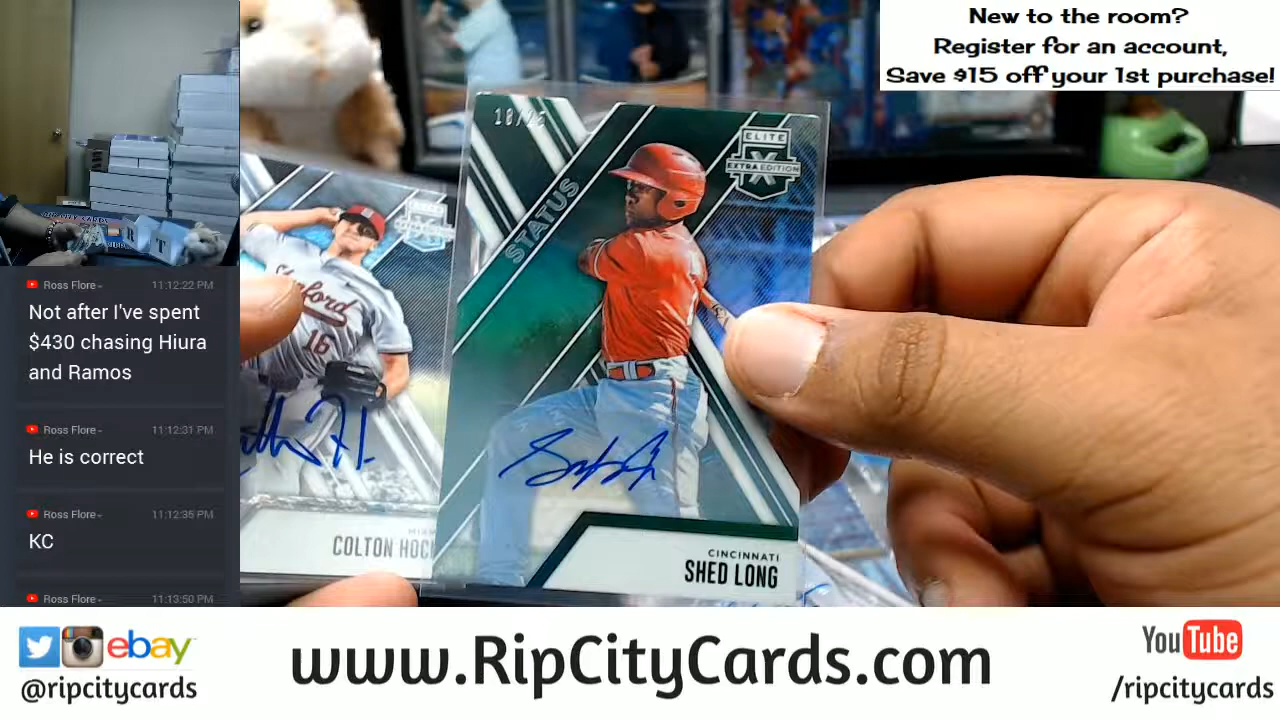 New to the room?
Register for an account,
Save $15 off your 1st purchase!
Ross Flore
11:12:22 PM
Not after I've spent
$430 chasing Hiura
and Ramos
Ross Flore
11:12:31 PM
He is correct
Ross Flore
11:12:35 PM
KC
Ross Flore
11:13:50 PM
ELITE
EXTRA EDITION
STATUS
Stanford
16
COLTON HOC
CINCINNATI
SHED LONG
ebay
@ripcitycards
www.RipCityCards.com
YouTube
/ripcitycards